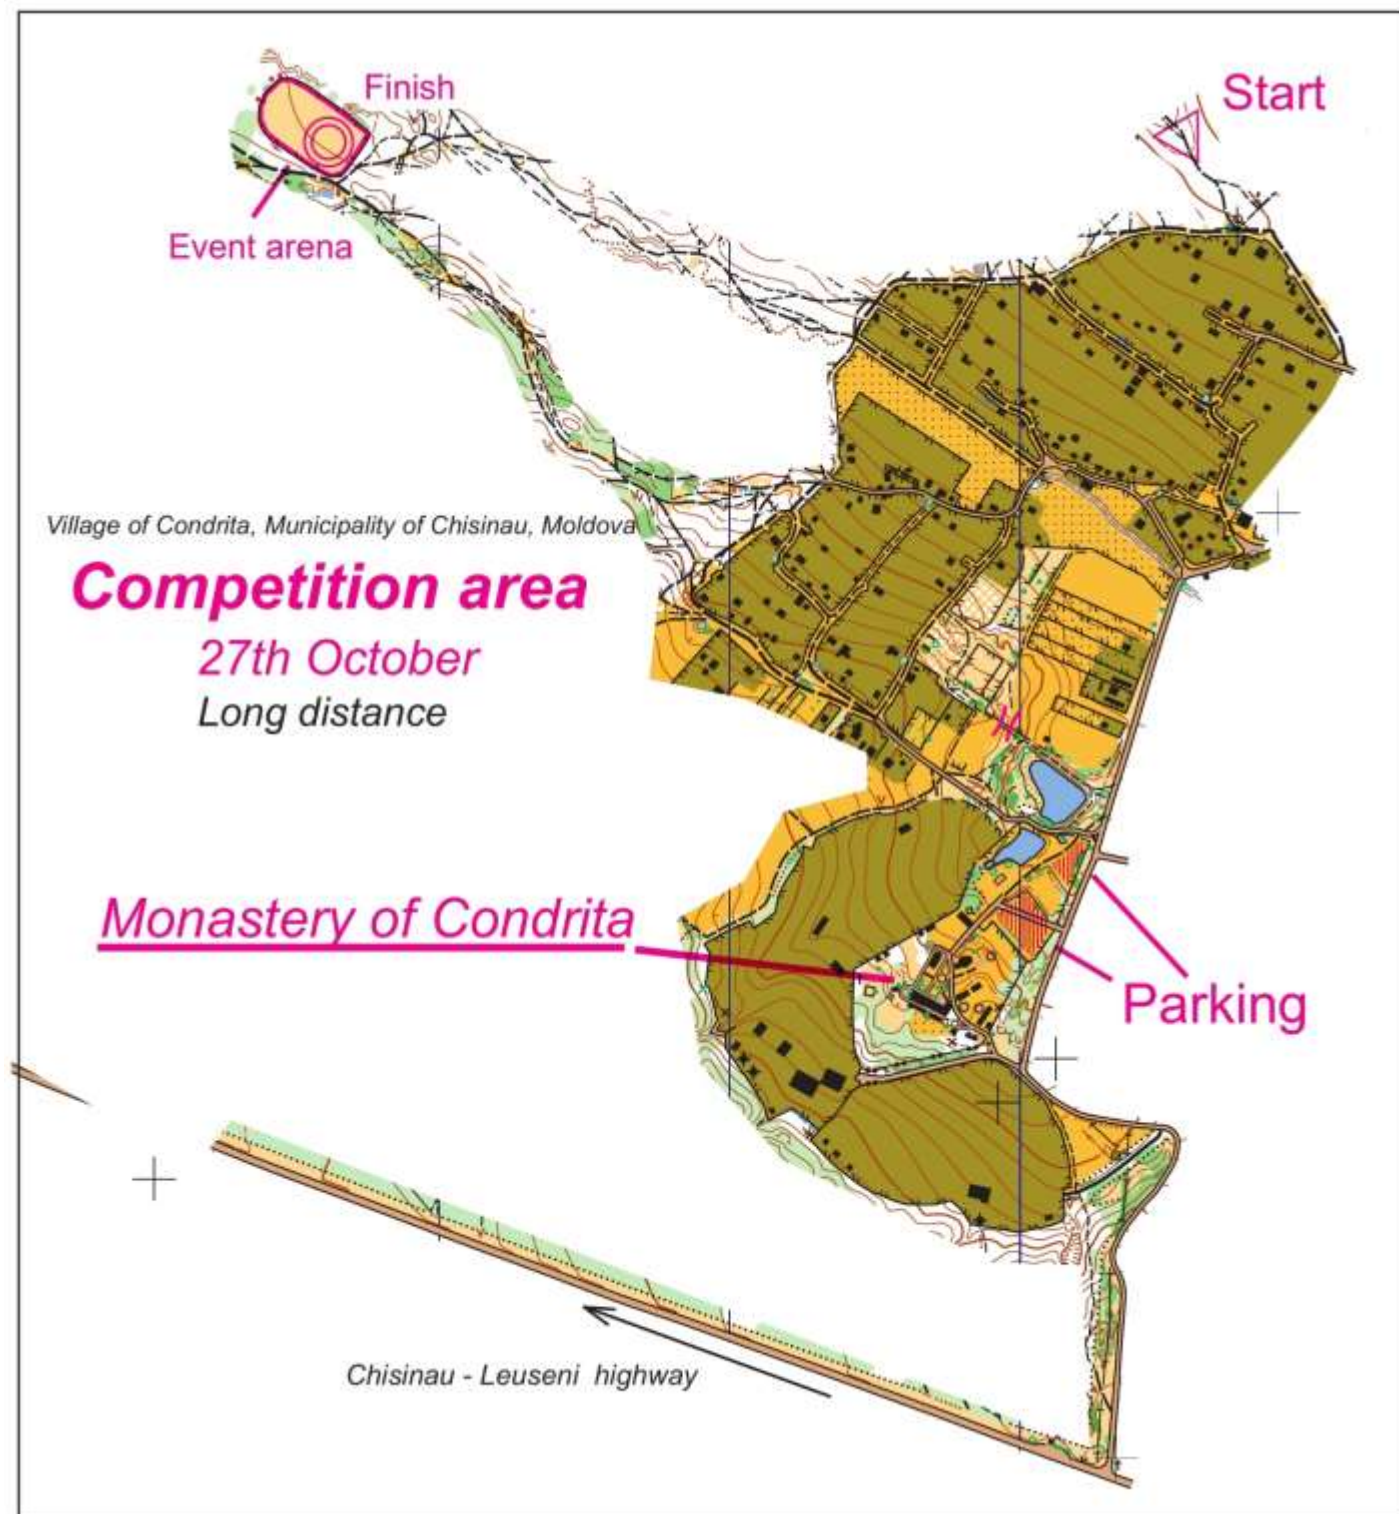 Finish
Start
Event arena
Village of Condrita, Municipality of Chisinau, Moldova
Competition area
27th October
Long distance
Monastery of Condrita
Parking
Chisinau - Leuseni highway